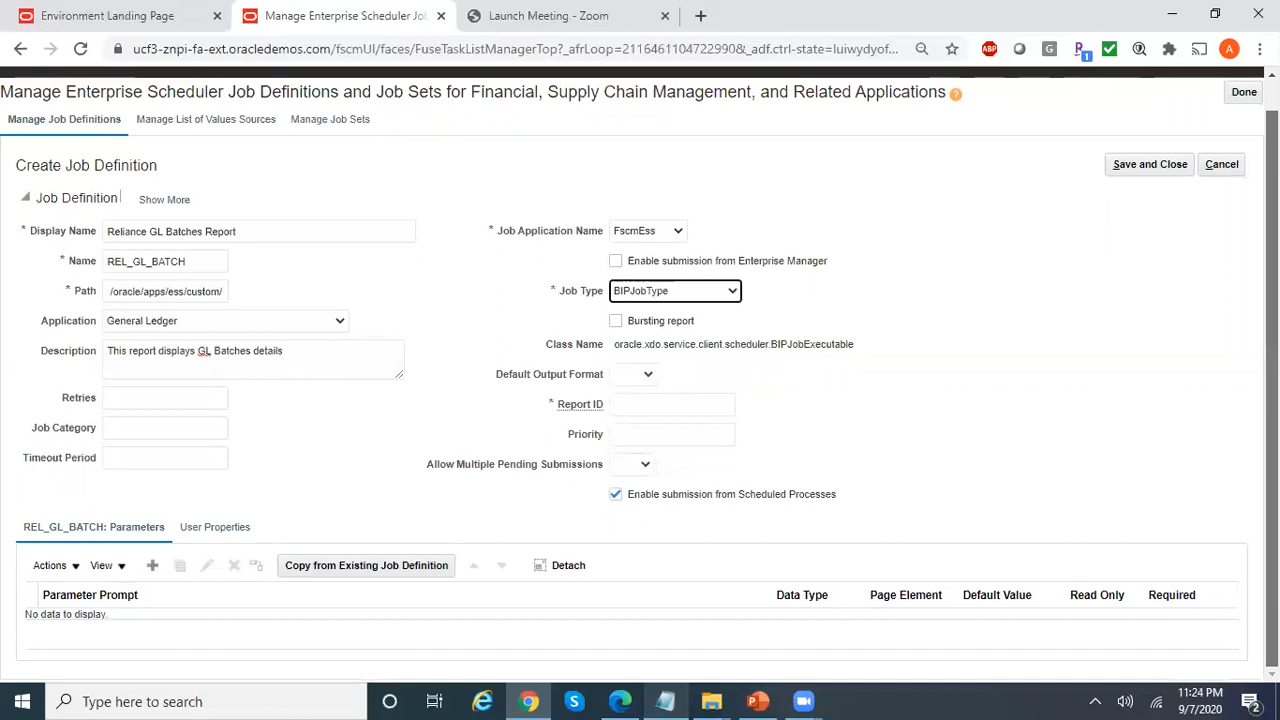 Environment Landing Page
Manage Enterprise Scheduler Jo
Launch Meeting - Zoom
ucf3-znpi-fa-ext.oracledemos.com/fscmUI/faces/FuseTaskListManagerTop?_afrLoop=2116461104722990&_adf.ctrl-state=luiwydyof...
ABP
G
1
A
Manage Enterprise Scheduler Job Definitions and Job Sets for Financial, Supply Chain Management, and Related Applications ?
Done
Manage Job Definitions Manage List of Values Sources Manage Job Sets
Create Job Definition
Save and Close Cancel
Job Definition Show More
* Display Name Reliance GL Batches Report
* Job Application Name FscmEss
* Name REL_GL_BATCH
Enable submission from Enterprise Manager
* Path /oracle/apps/ess/custom/
* Job Type BIPJobType
Application General Ledger
Bursting report
Description This report displays GL Batches details
Class Name oracle.xdo.service.client.scheduler.BIPJobExecutable
Default Output Format
Retries
* Report ID
Job Category
Priority
Timeout Period
Allow Multiple Pending Submissions
Enable submission from Scheduled Processes
REL_GL_BATCH: Parameters User Properties
Actions View Copy from Existing Job Definition Detach
Parameter Prompt Data Type Page Element Default Value Read Only Required
No data to display.
Type here to search
11:24 PM
9/7/2020
2